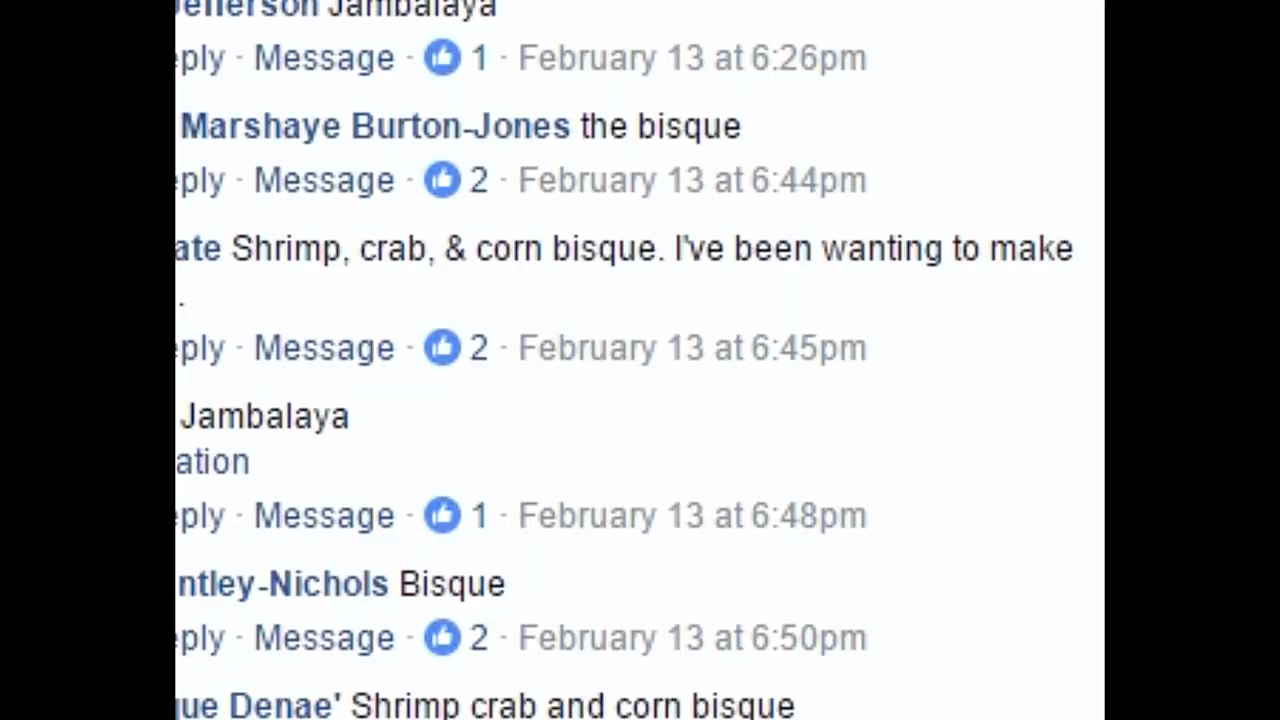 Jefferson Jambalaya
eply · Message · 1 · February 13 at 6:26pm
Marshaye Burton-Jones the bisque
eply · Message · 2 · February 13 at 6:44pm
ate Shrimp, crab, & corn bisque. I've been wanting to make
.
eply · Message · 2 · February 13 at 6:45pm
Jambalaya
ation
eply · Message · 1 · February 13 at 6:48pm
ntley-Nichols Bisque
eply · Message · 2 · February 13 at 6:50pm
que Denae' Shrimp crab and corn bisque